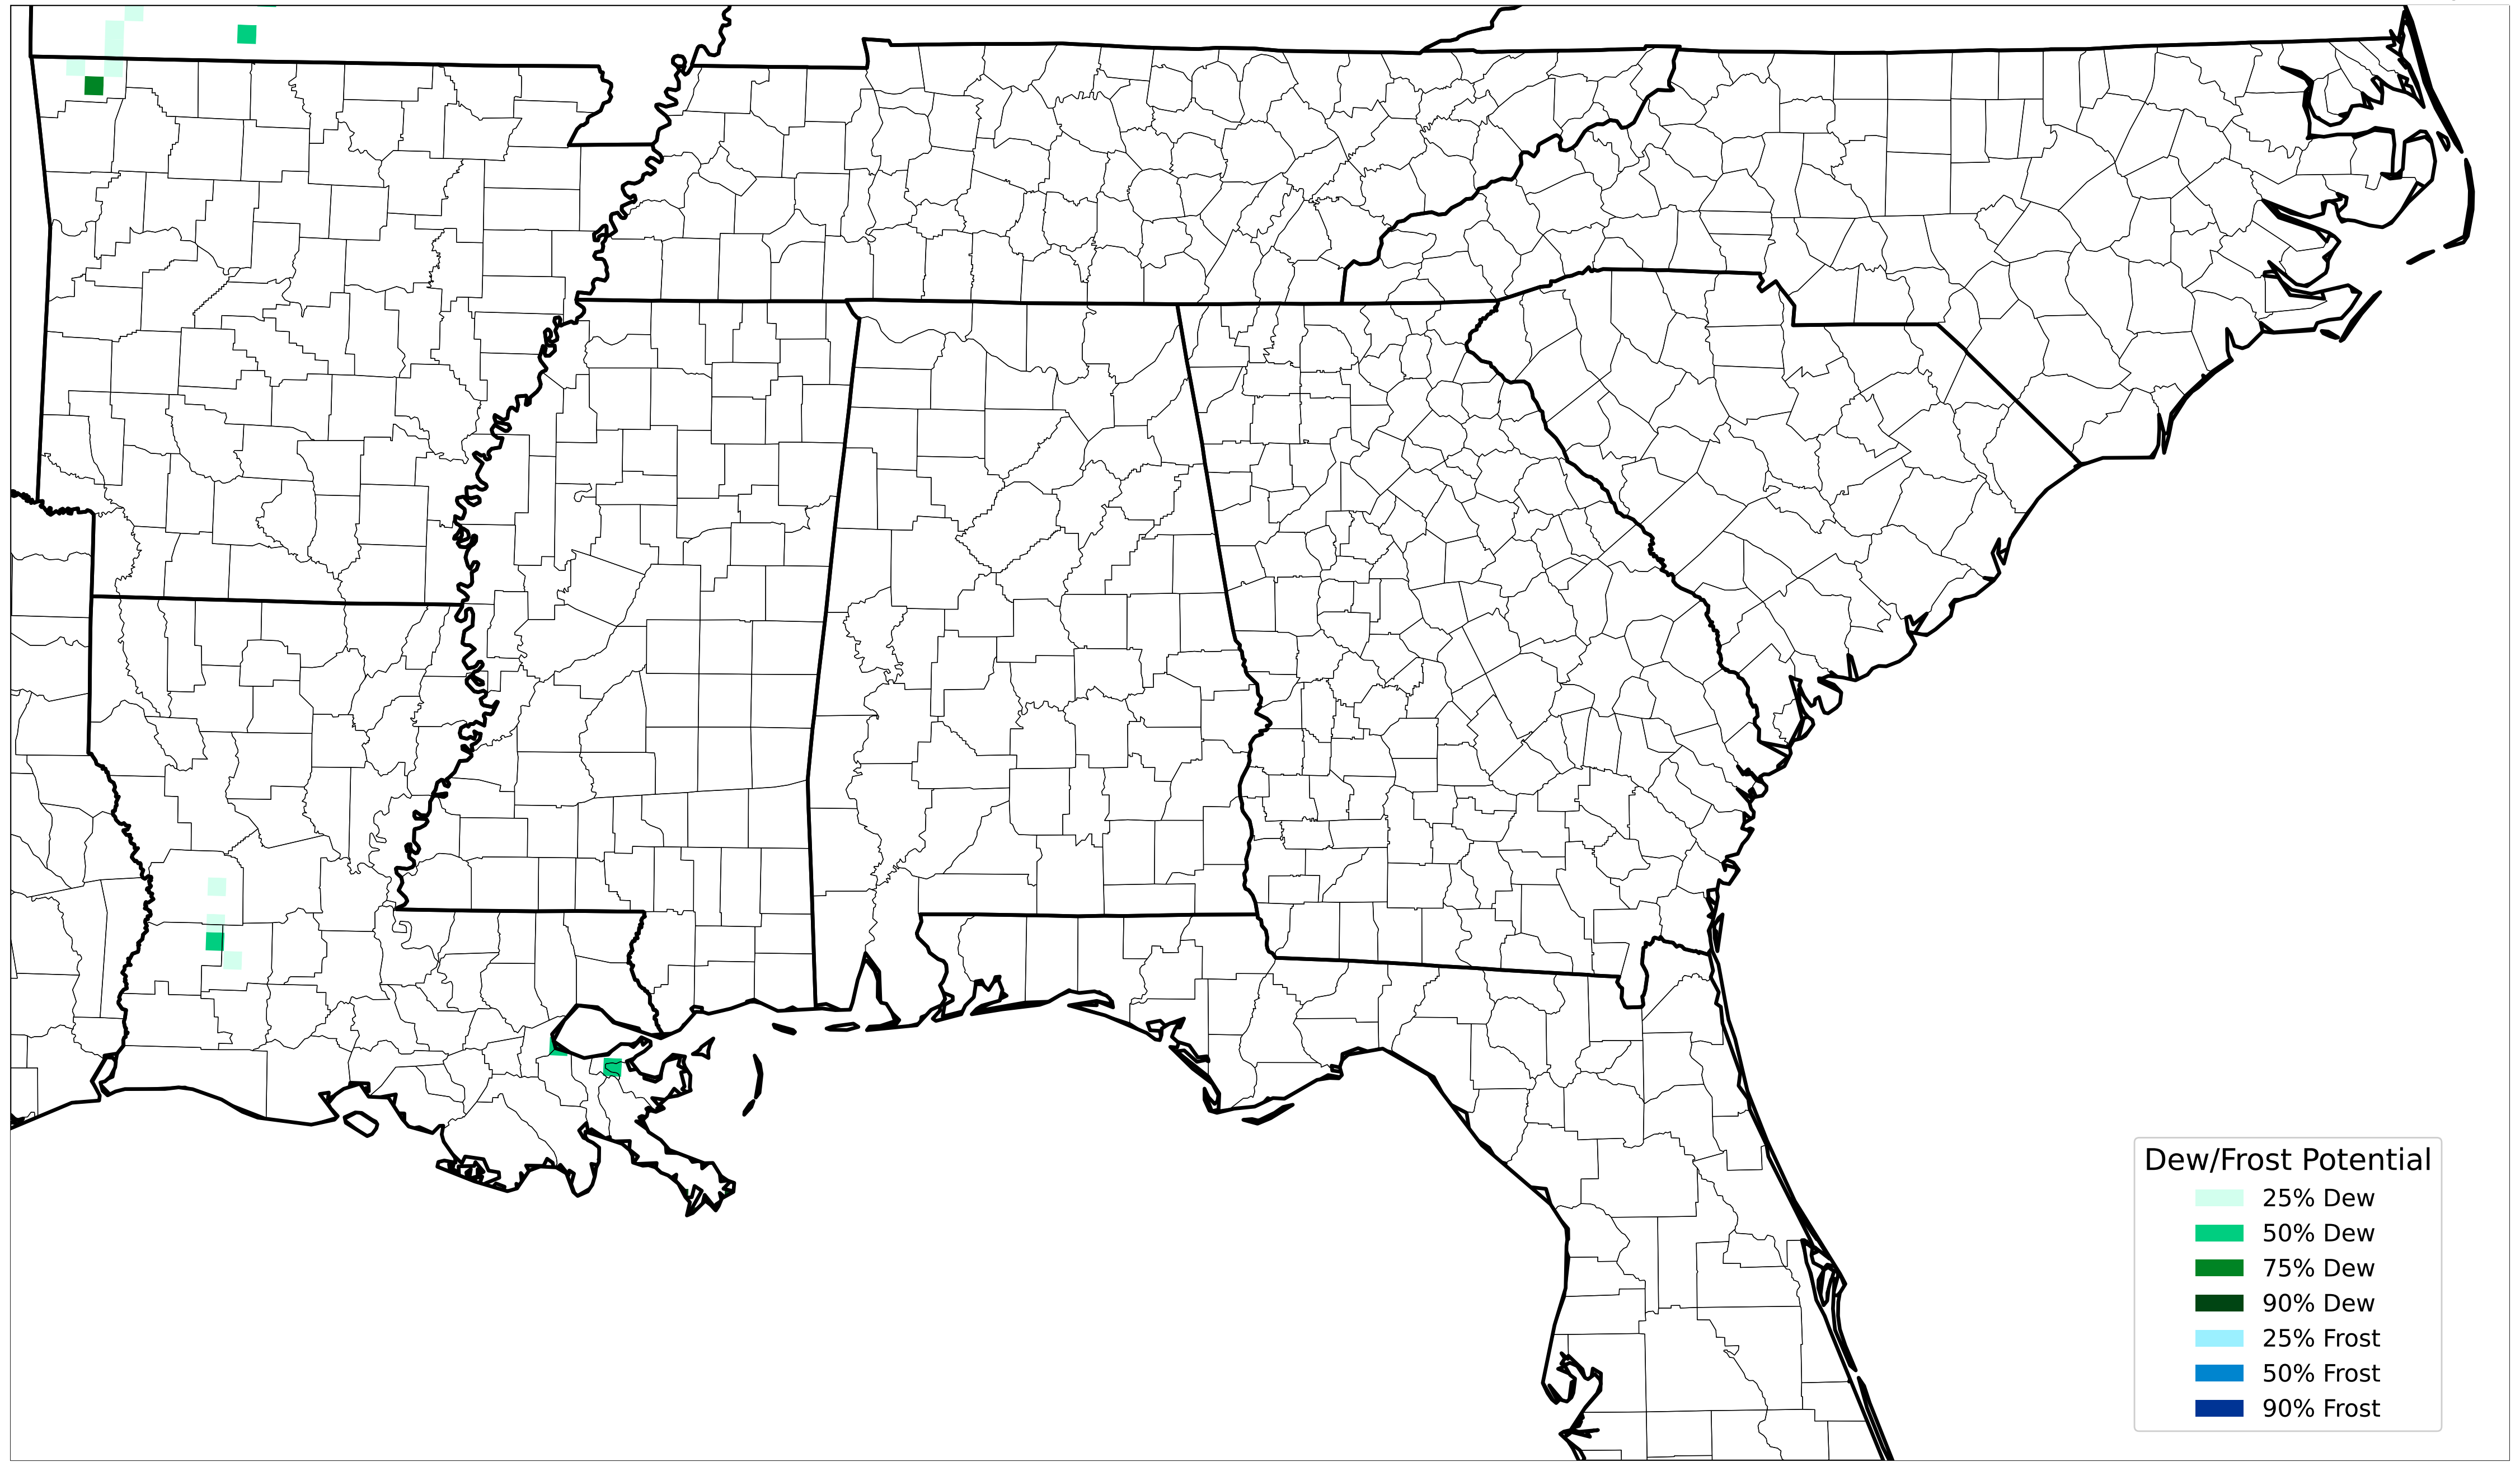 Dew/Frost Potential
25% Dew
50% Dew
75% Dew
90% Dew
25% Frost
50% Frost
90% Frost